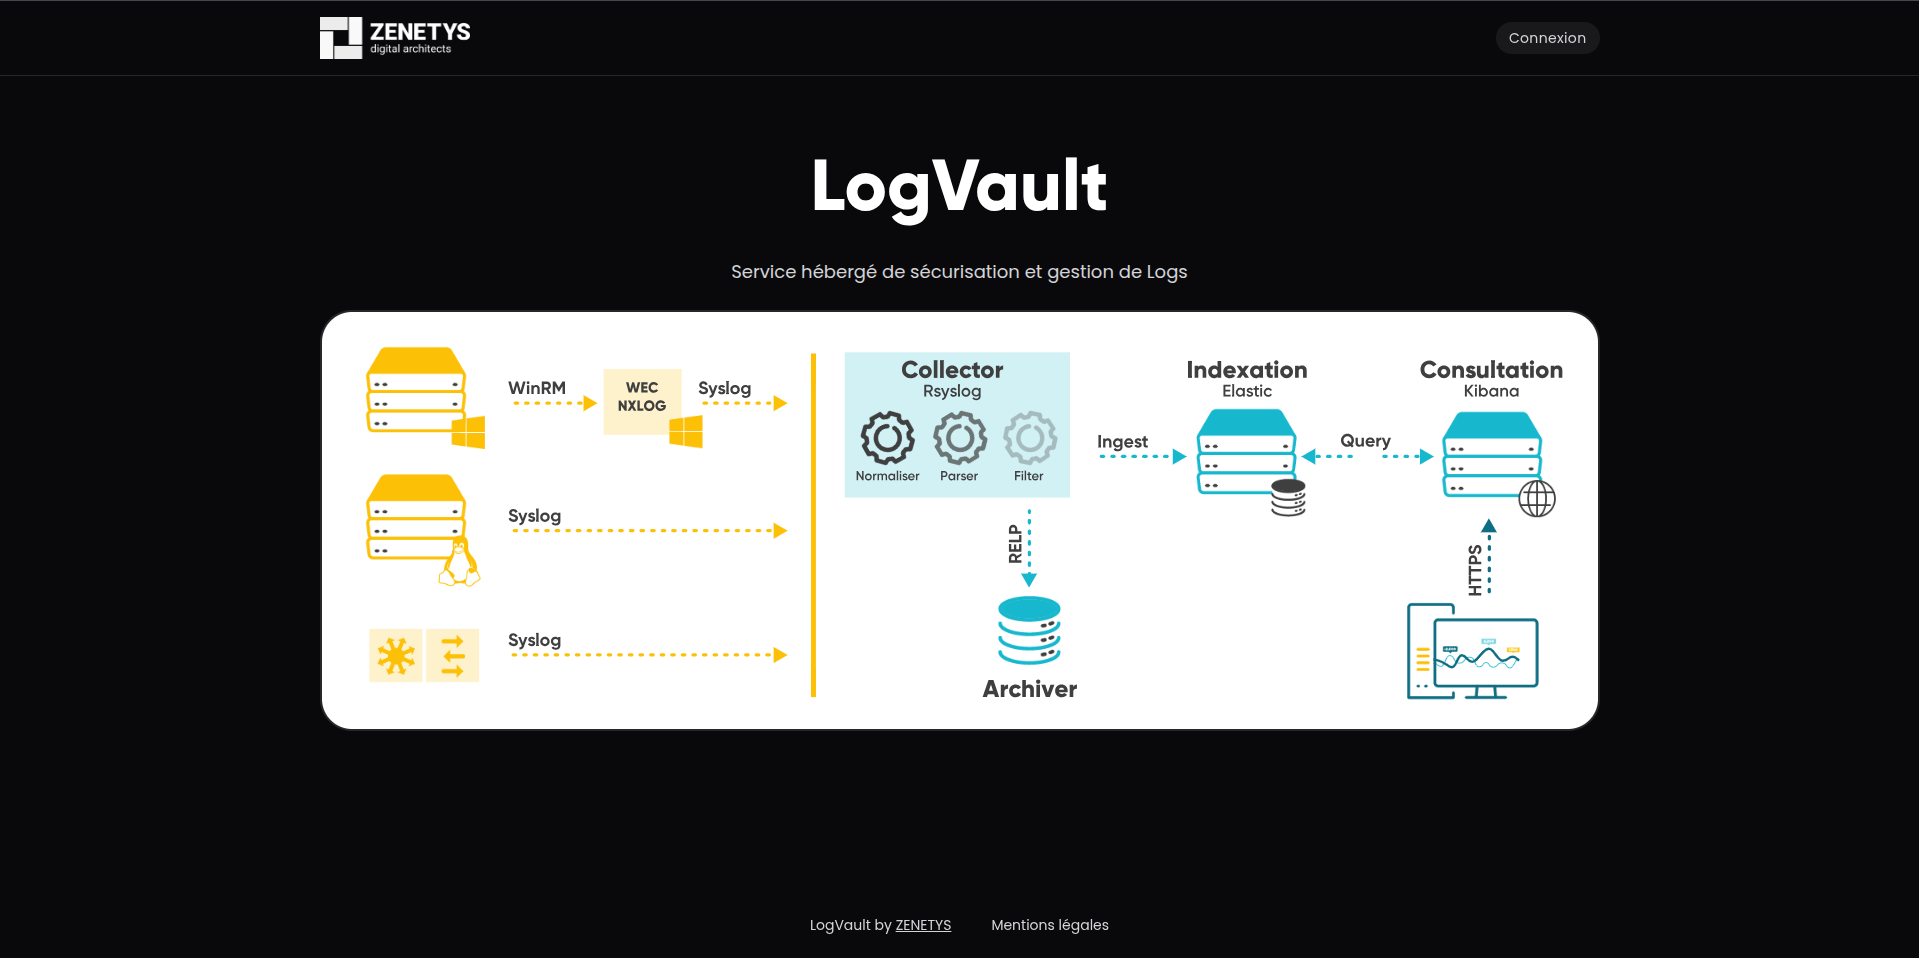 ZENETYS
digital architects
Connexion
LogVault
Service hébergé de sécurisation et gestion de Logs
WinRM
WEC
NXLOG
Syslog
Syslog
Syslog
Collector
Rsyslog
Normaliser
Parser
Filter
RELP
Archiver
Ingest
Indexation
Elastic
Query
Consultation
Kibana
HTTPS
LogVault by ZENETYS
Mentions légales